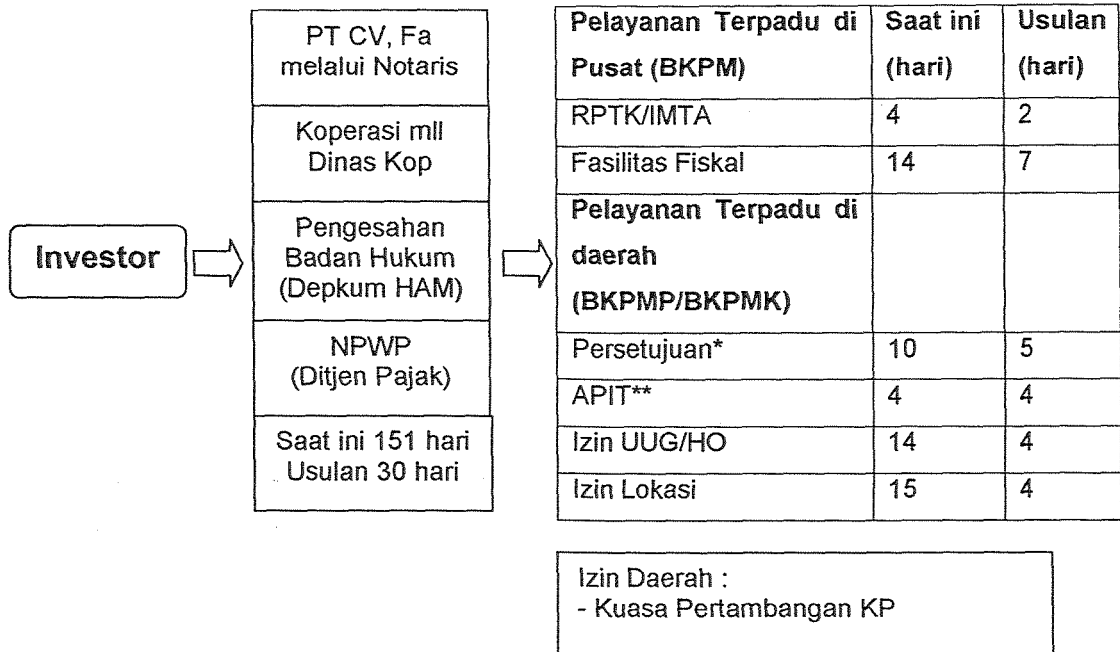 Investor
PT CV, Fa
melalui Notaris
Koperasi mll
Dinas Kop
Pengesahan
Badan Hukum
(Depkum HAM)
NPWP
(Ditjen Pajak)
Saat ini 151 hari
Usulan 30 hari
Pelayanan Terpadu di Saat ini Usulan
Pusat (BKPM) (hari) (hari)
RPTK/IMTA 4 2
Fasilitas Fiskal 14 7
Pelayanan Terpadu di
daerah
(BKPMP/BKPMK)
Persetujuan* 10 5
APIT** 4 4
Izin UUG/HO 14 4
Izin Lokasi 15 4
Izin Daerah :
- Kuasa Pertambangan KP